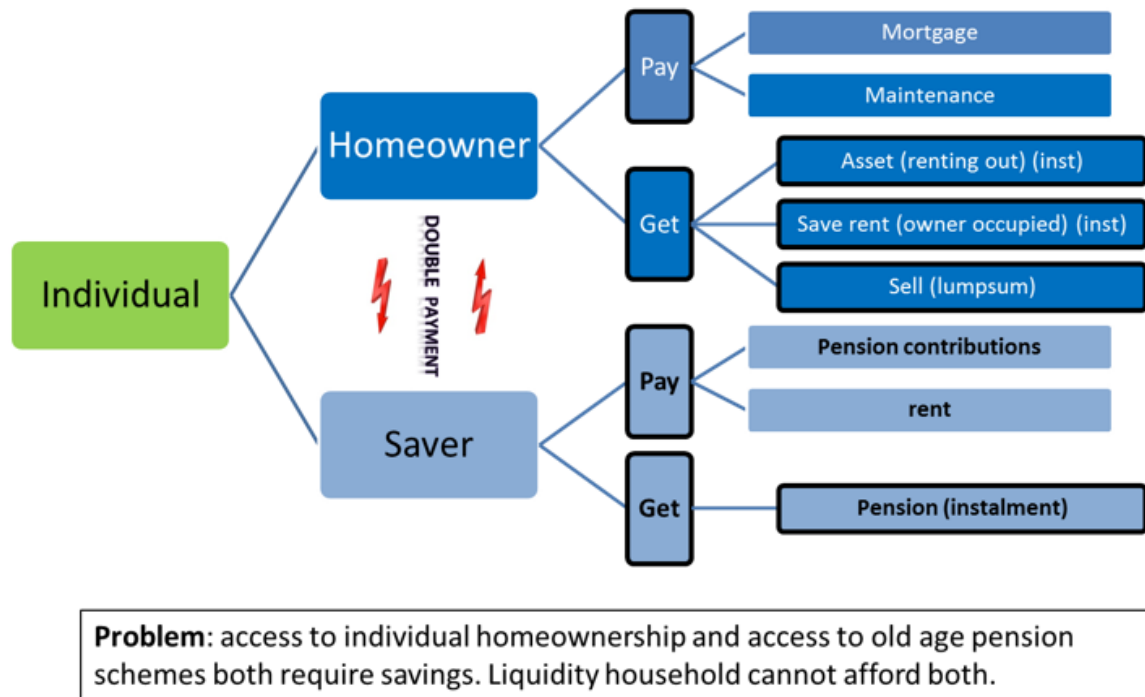 Individual
Homeowner
Pay
Mortgage
Maintenance
Get
Asset (renting out) (inst)
Save rent (owner occupied) (inst)
Sell (lumpsum)
DOUBLE PAYMENT
Saver
Pay
Pension contributions
rent
Get
Pension (instalment)
Problem: access to individual homeownership and access to old age pension
schemes both require savings. Liquidity household cannot afford both.